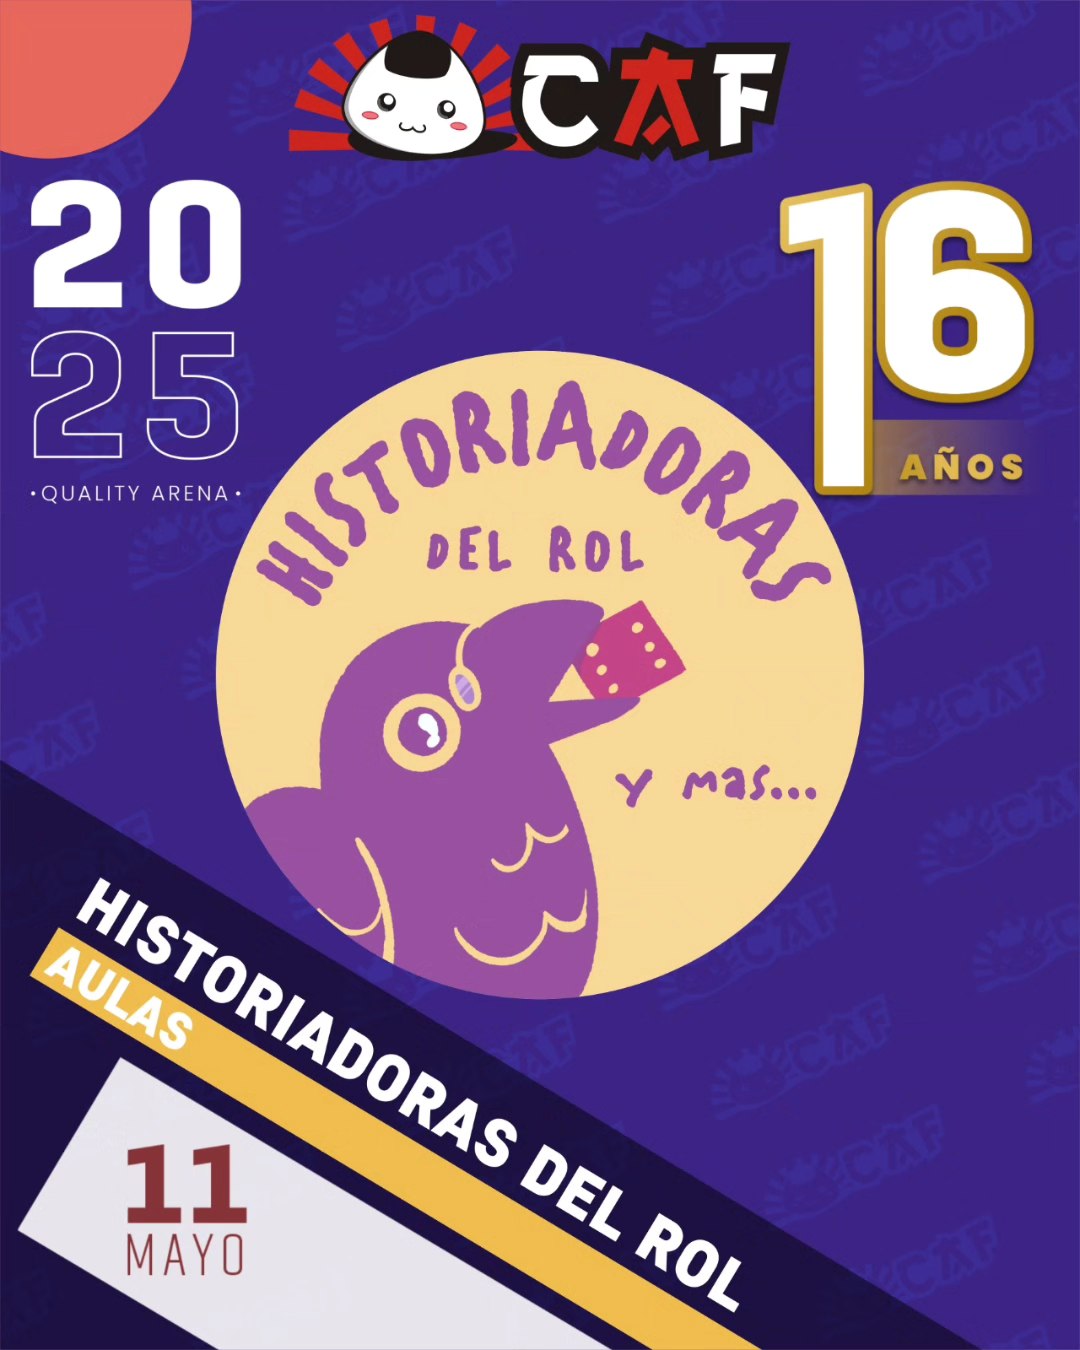 CAF
20
25
•QUALITY ARENA•
16
AÑOS
HISTORIADORAS
DEL ROL
y mas...
HISTORIADORAS DEL ROL
AULAS
11
MAYO